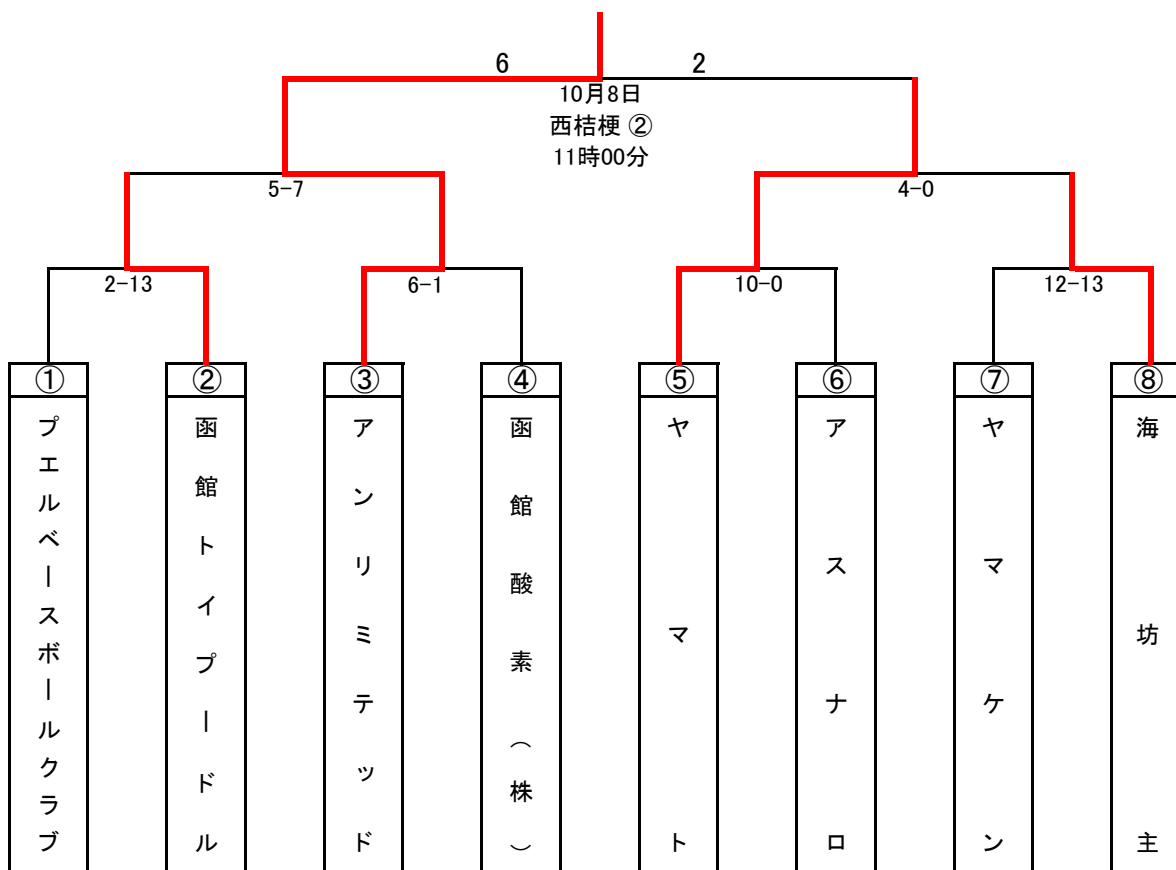 6
2
10月8日
西桔梗 ②
11時00分
5-7
4-0
2-13
6-1
10-0
12-13
①
②
③
④
⑤
⑥
⑦
⑧
プエルベースボールクラブ
函館トイプードル
アンリミテッド
函館酸素（株）
ヤマト
アスナロ
ヤマケン
海坊主